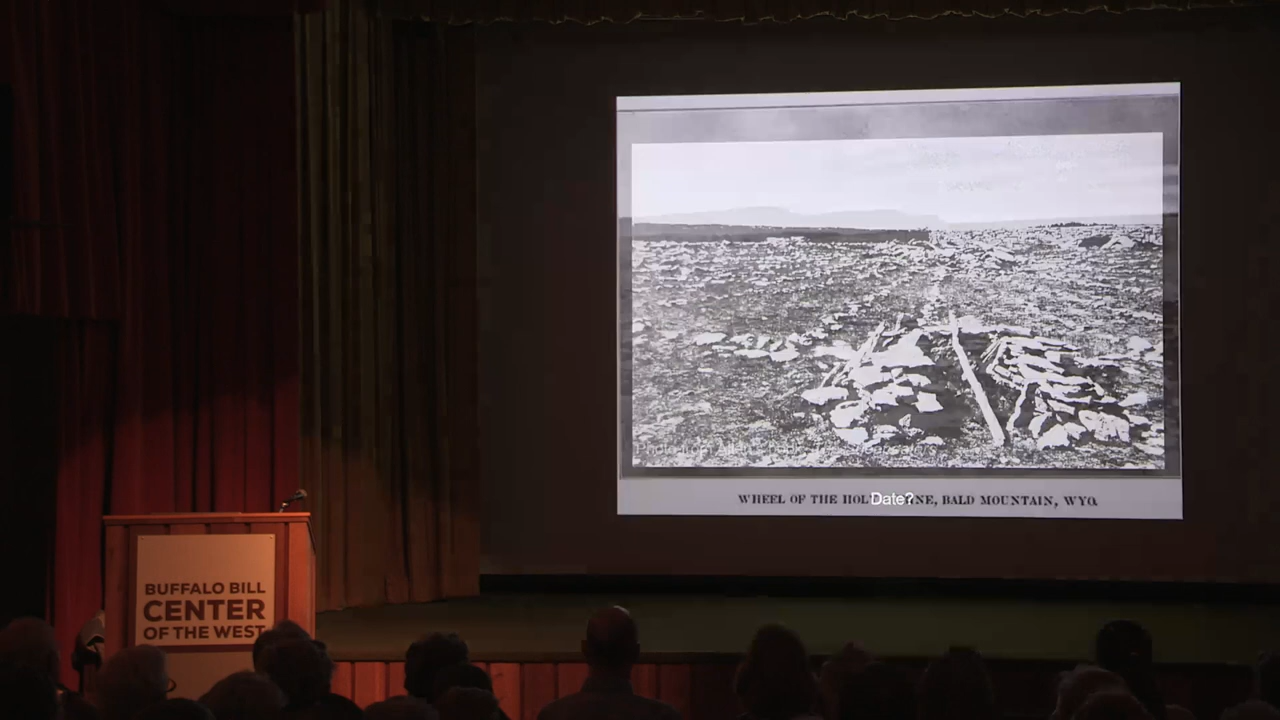 WHEEL OF THE HOL Date? NE, BALD MOUNTAIN, WYO.
BUFFALO BILL
CENTER
OF THE WEST